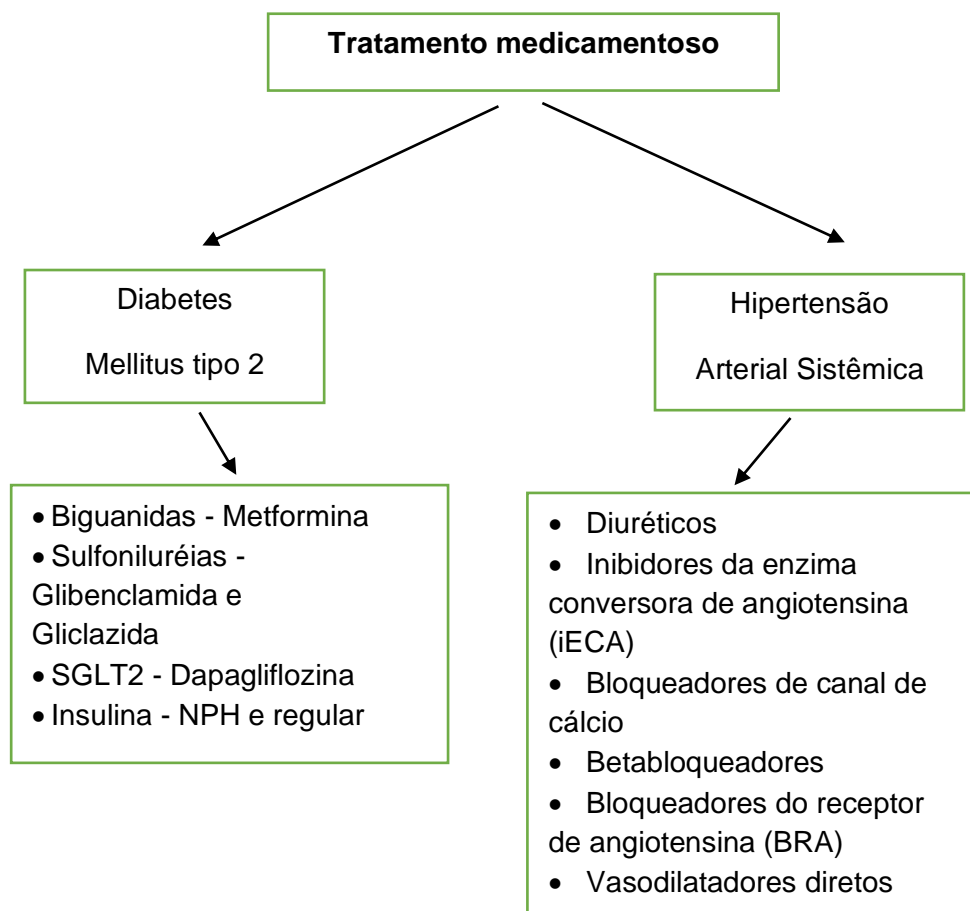 Tratamento medicamentoso
Diabetes
Mellitus tipo 2
Hipertensão
Arterial Sistêmica
• Biguanidas - Metformina
• Sulfoniluréias -
Glibenclamida e
Gliclazida
• SGLT2 - Dapagliflozina
• Insulina - NPH e regular
• Diuréticos
• Inibidores da enzima
conversora de angiotensina
(iECA)
• Bloqueadores de canal de
cálcio
• Betabloqueadores
• Bloqueadores do receptor
de angiotensina (BRA)
• Vasodilatadores diretos